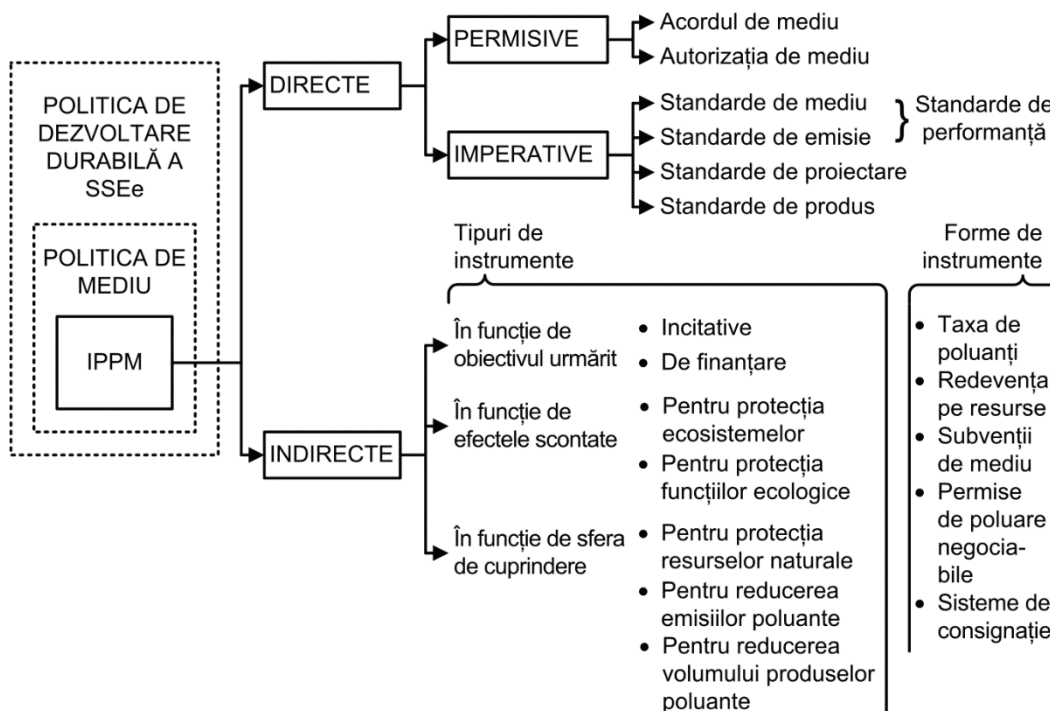 POLITICA DE
DEZVOLTARE
DURABILĂ A
SSEe
POLITICA DE
MEDIU
IPPM
DIRECTE
PERMISIVE
Acordul de mediu
Autorizația de mediu
IMPERATIVE
Standarde de mediu
Standarde de emisie
Standarde de proiectare
Standarde de produs
} Standarde de
performanță
INDIRECTE
Tipuri de
instrumente
În funcție de
obiectivul urmărit
• Incitative
• De finanțare
În funcție de
efectele scontate
• Pentru protecția
ecosistemelor
• Pentru protecția
funcțiilor ecologice
În funcție de sfera
de cuprindere
• Pentru protecția
resurselor naturale
• Pentru reducerea
emisiilor poluante
• Pentru reducerea
volumului produselor
poluante
Forme de
instrumente
• Taxa de
poluanți
• Redevența
pe resurse
• Subvenții
de mediu
• Permise
de poluare
negocia-
bile
• Sisteme de
consignație